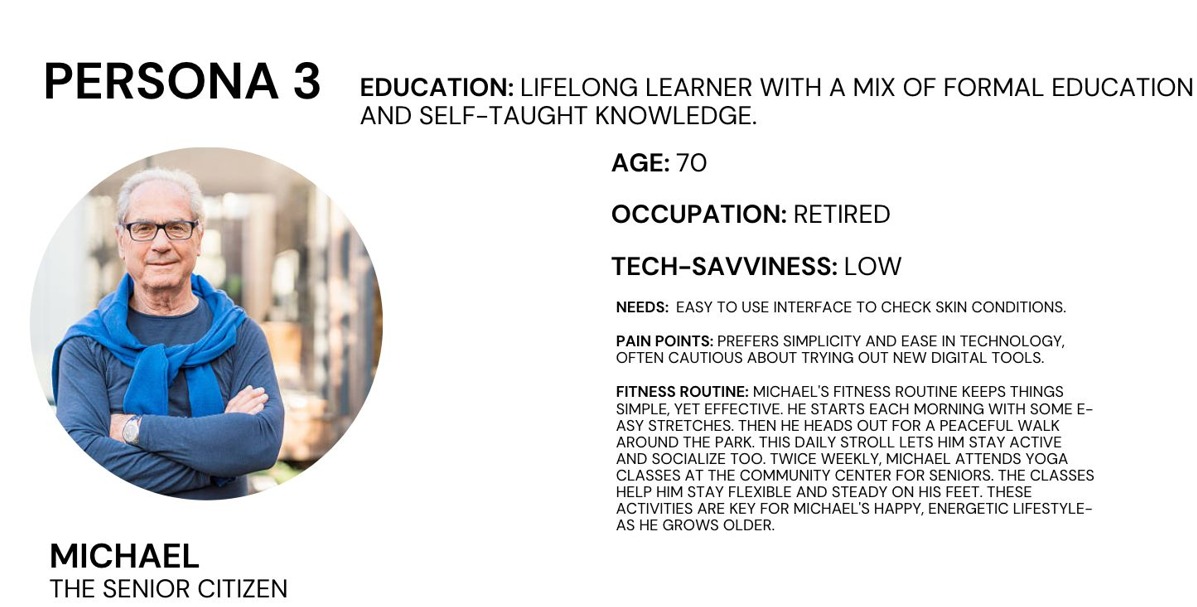 PERSONA 3
EDUCATION: LIFELONG LEARNER WITH A MIX OF FORMAL EDUCATION
AND SELF-TAUGHT KNOWLEDGE.
AGE: 70
OCCUPATION: RETIRED
TECH-SAVVINESS: LOW
NEEDS: EASY TO USE INTERFACE TO CHECK SKIN CONDITIONS.
PAIN POINTS: PREFERS SIMPLICITY AND EASE IN TECHNOLOGY,
OFTEN CAUTIOUS ABOUT TRYING OUT NEW DIGITAL TOOLS.
FITNESS ROUTINE: MICHAEL'S FITNESS ROUTINE KEEPS THINGS
SIMPLE, YET EFFECTIVE. HE STARTS EACH MORNING WITH SOME E-
ASY STRETCHES. THEN HE HEADS OUT FOR A PEACEFUL WALK
AROUND THE PARK. THIS DAILY STROLL LETS HIM STAY ACTIVE
AND SOCIALIZE TOO. TWICE WEEKLY, MICHAEL ATTENDS YOGA
CLASSES AT THE COMMUNITY CENTER FOR SENIORS. THE CLASSES
HELP HIM STAY FLEXIBLE AND STEADY ON HIS FEET. THESE
ACTIVITIES ARE KEY FOR MICHAEL'S HAPPY, ENERGETIC LIFESTYLE-
AS HE GROWS OLDER.
MICHAEL
THE SENIOR CITIZEN